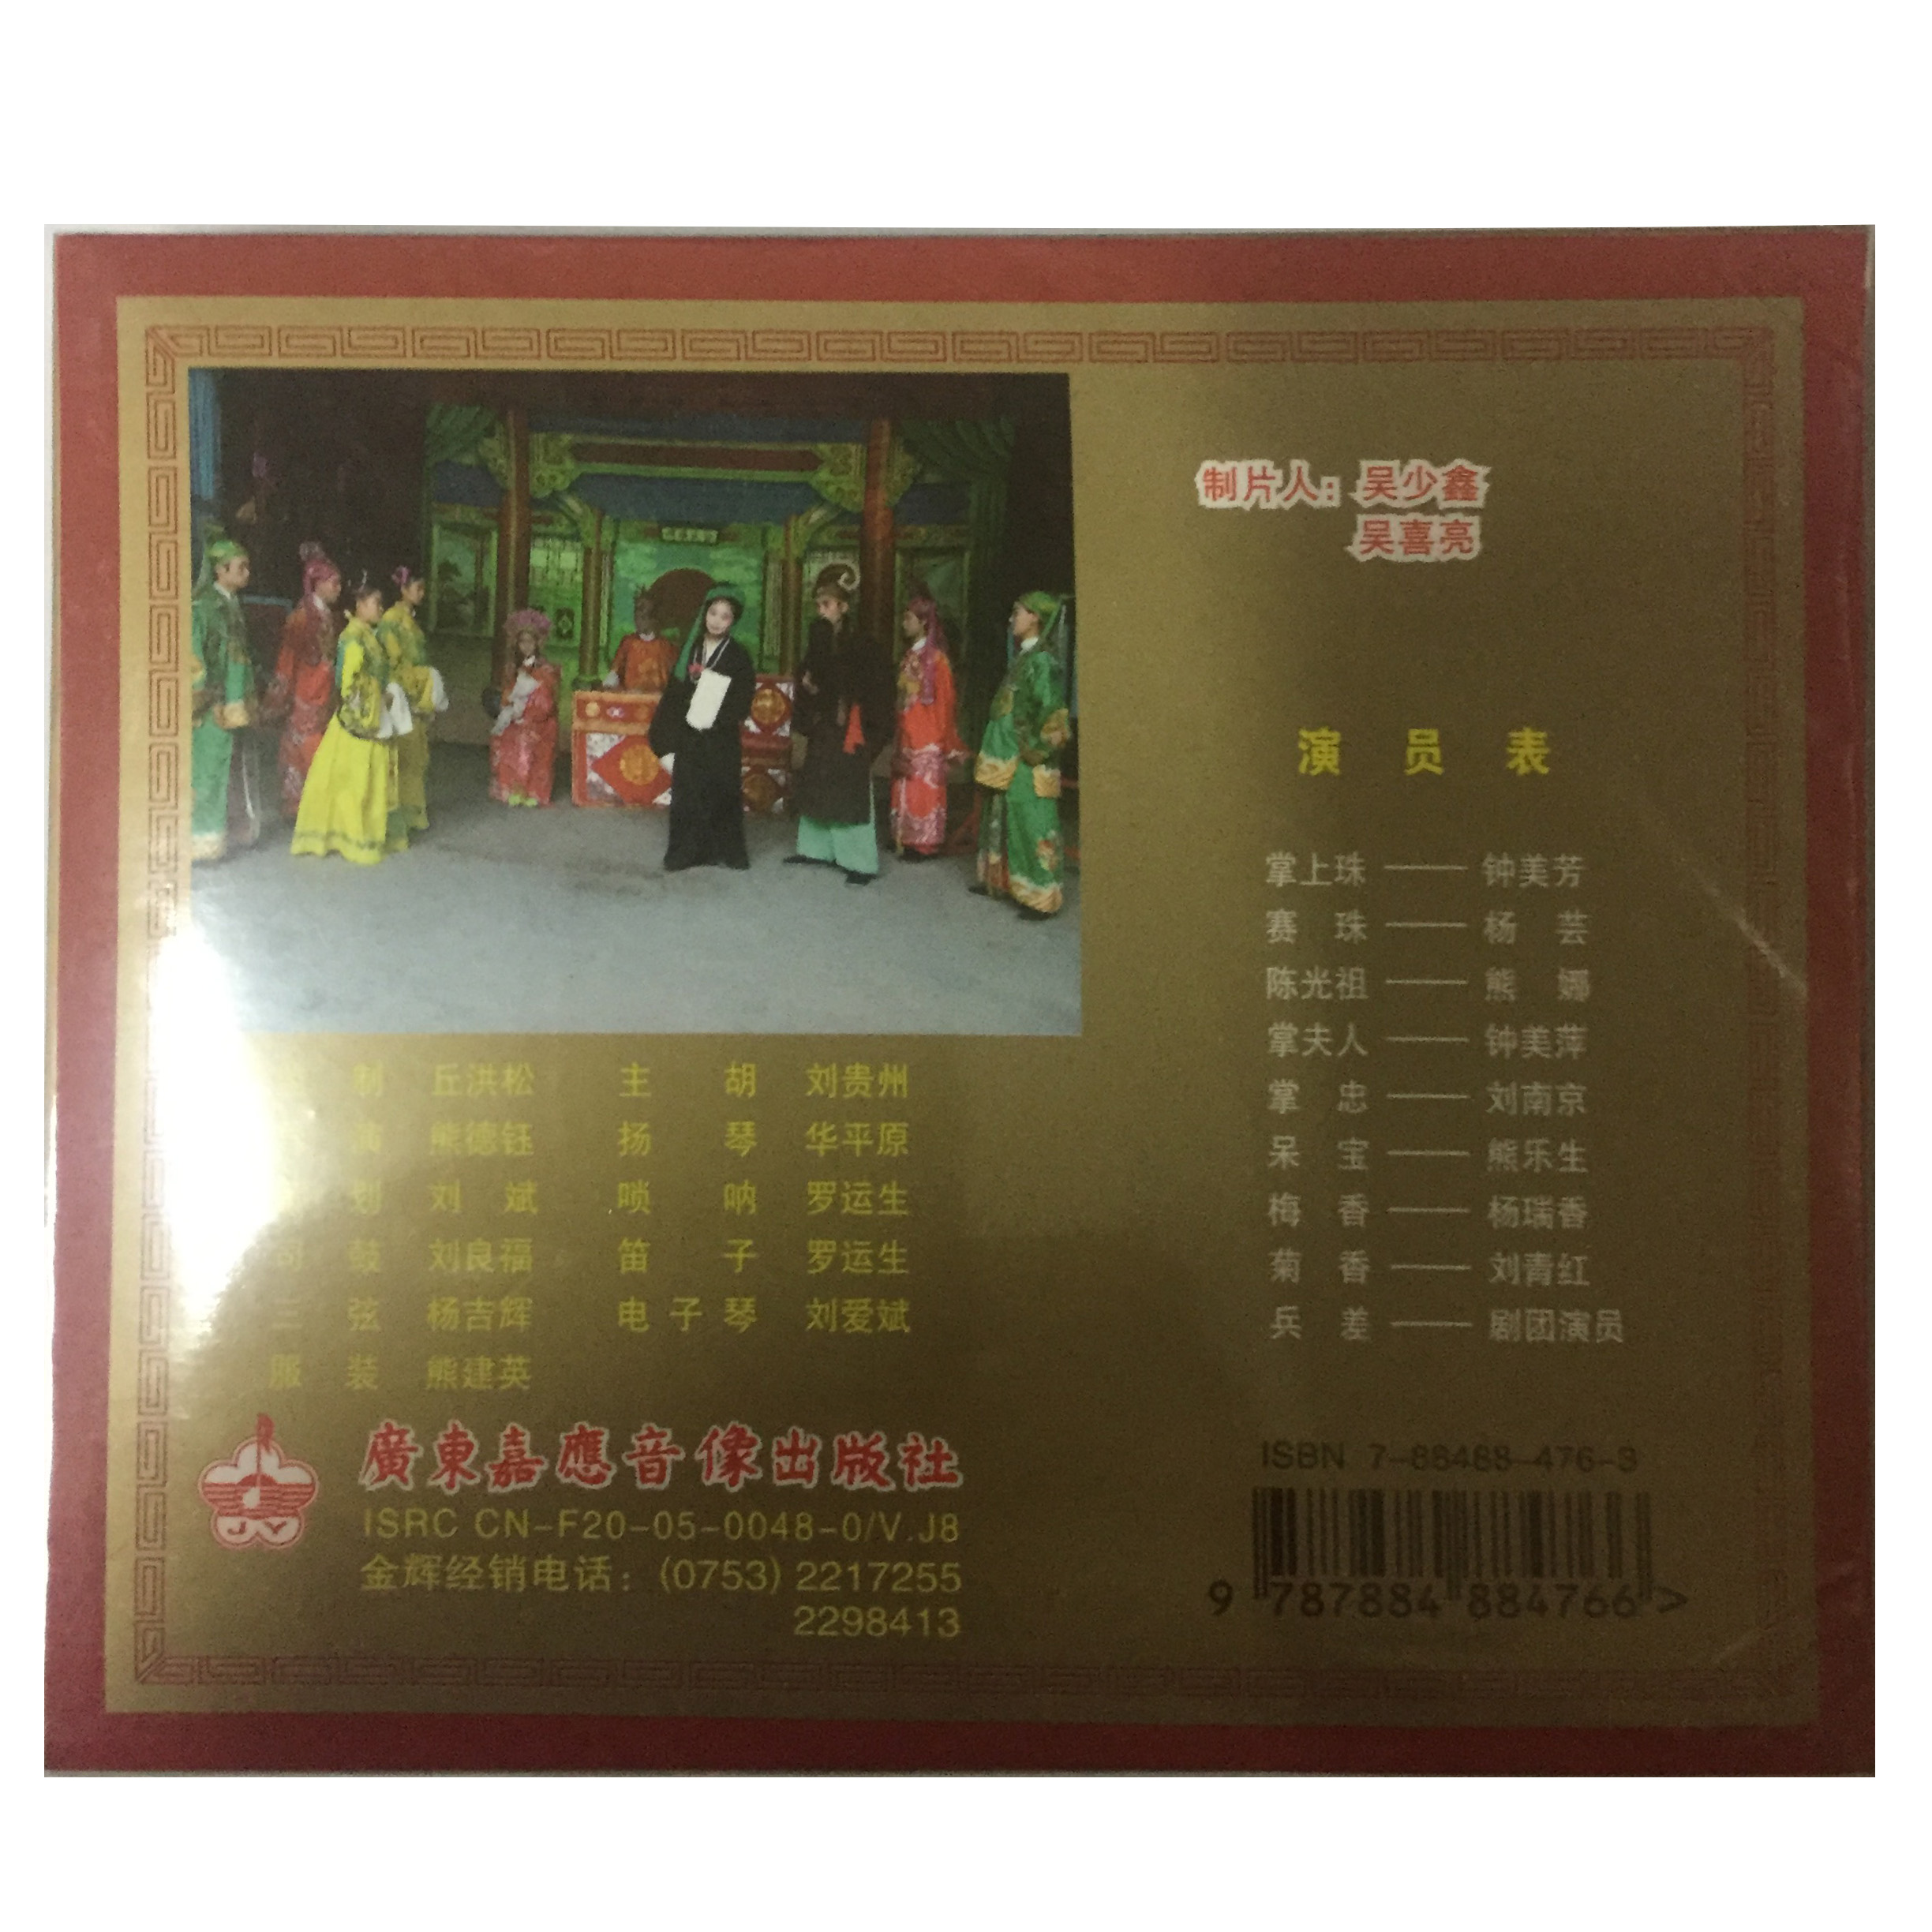 制片人：吴少鑫
吴喜亮
演员表
掌上珠——钟美芳
赛珠——杨芸
陈光祖——熊娜
掌夫人——钟美萍
掌忠——刘南京
呆宝——熊乐生
梅香——杨瑞香
菊香——刘青红
兵差——剧团演员
制 丘洪松 主胡 刘贵州
演 熊德钰 扬琴 华平原
划 刘斌 唢呐 罗运生
司鼓 刘良福 笛子 罗运生
三弦 杨吉辉 电子琴 刘爱斌
服装 熊建英
廣東嘉應音像出版社
JY
ISRC CN-F20-05-0048-0/V.J8
金辉经销电话：(0753) 2217255
2298413
ISBN 7-88488-476-3
9 787884 884766 >